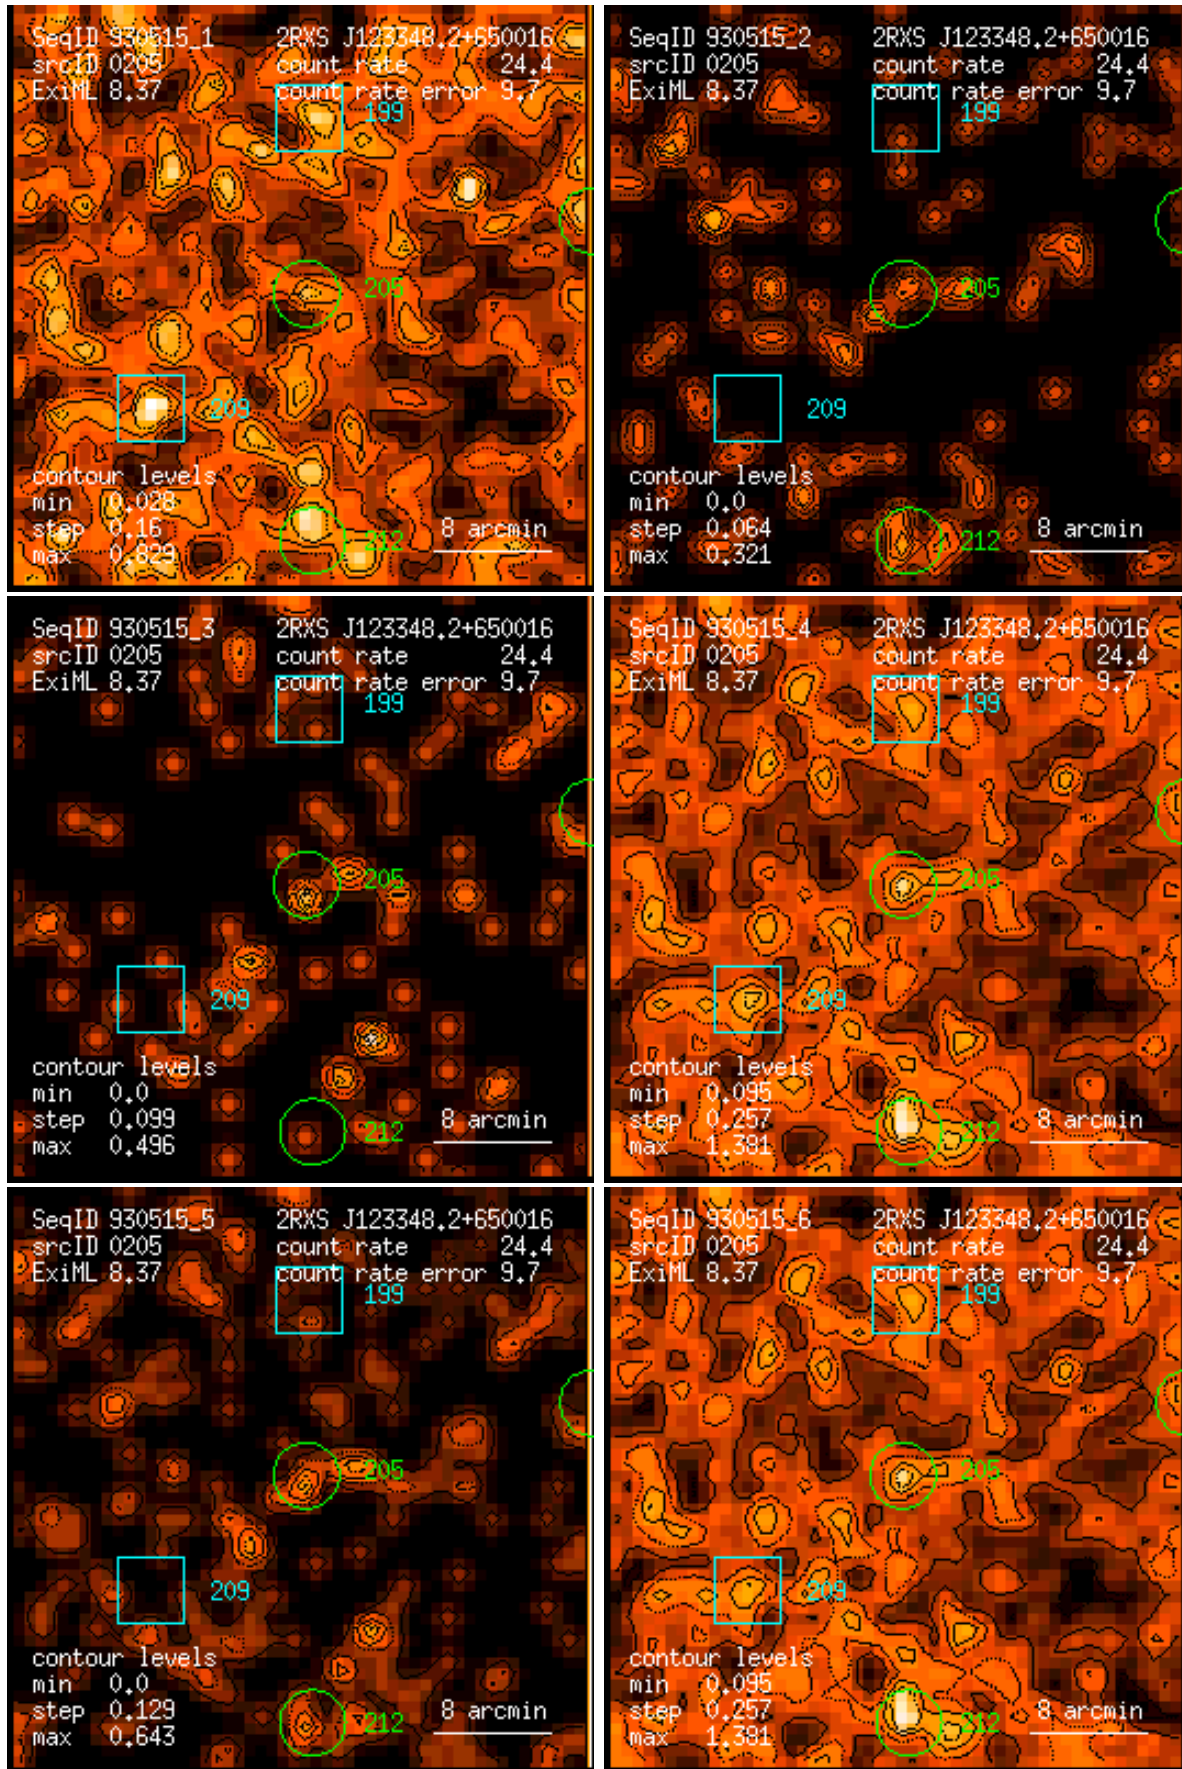 SeqID 930515_1 2RXS J123348.2+650016
srcID 0205 count rate 24.4
ExiML 8.37 count rate error 9.7
199
205
209
contour levels
min 0.028
step 0.16 8 arcmin
212
max 0.829
SeqID 930515_2 2RXS J123348.2+650016
srcID 0205 count rate 24.4
ExiML 8.37 count rate error 9.7
199
205
209
contour levels
min 0.0
step 0.064 8 arcmin
212
max 0.321
SeqID 930515_3 2RXS J123348.2+650016
srcID 0205 count rate 24.4
ExiML 8.37 count rate error 9.7
199
205
209
contour levels
min 0.0
step 0.099 8 arcmin
212
max 0.496
SeqID 930515_4 2RXS J123348.2+650016
srcID 0205 count rate 24.4
ExiML 8.37 count rate error 9.7
199
205
209
contour levels
min 0.095
step 0.257 8 arcmin
212
max 1.381
SeqID 930515_5 2RXS J123348.2+650016
srcID 0205 count rate 24.4
ExiML 8.37 count rate error 9.7
199
205
209
contour levels
min 0.0
step 0.129 8 arcmin
212
max 0.643
SeqID 930515_6 2RXS J123348.2+650016
srcID 0205 count rate 24.4
ExiML 8.37 count rate error 9.7
199
205
209
contour levels
min 0.095
step 0.257 8 arcmin
212
max 1.381